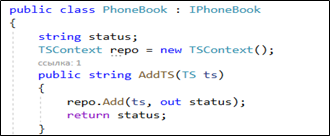 public class PhoneBook : IPhoneBook
{
string status;
TSContext repo = new TSContext();
ссылка: 1
public string AddTS(TS ts)
{
repo.Add(ts, out status);
return status;
}